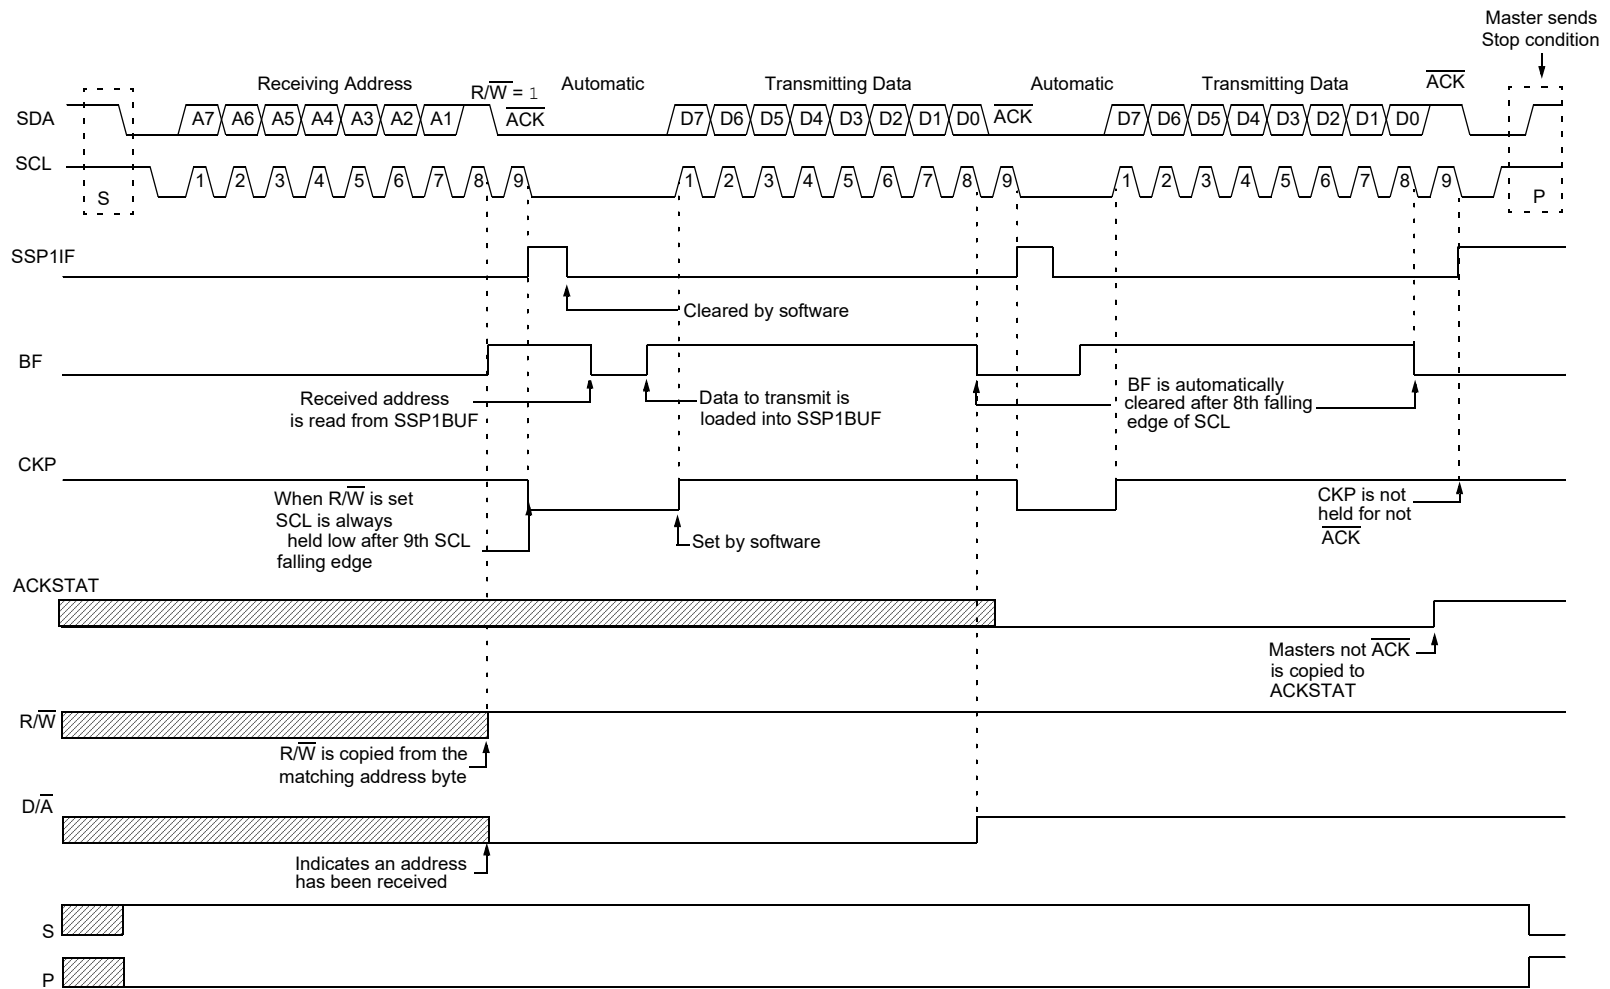 Master sends
Stop condition
Receiving Address
R/W̅ = 1
Automatic
Transmitting Data
Automatic
Transmitting Data
A̅C̅K̅
SDA
A7 A6 A5 A4 A3 A2 A1
A̅C̅K̅
D7 D6 D5 D4 D3 D2 D1 D0
A̅C̅K̅
D7 D6 D5 D4 D3 D2 D1 D0
SCL
1 2 3 4 5 6 7 8 9
1 2 3 4 5 6 7 8 9
1 2 3 4 5 6 7 8 9
S
P
SSP1IF
Cleared by software
BF
Received address
is read from SSP1BUF
Data to transmit is
loaded into SSP1BUF
BF is automatically
cleared after 8th falling
edge of SCL
CKP
When R/W̅ is set
SCL is always
held low after 9th SCL
falling edge
Set by software
CKP is not
held for not
A̅C̅K̅
ACKSTAT
Masters not A̅C̅K̅
is copied to
ACKSTAT
R/W̅
R/W̅ is copied from the
matching address byte
D/A̅
Indicates an address
has been received
S
P